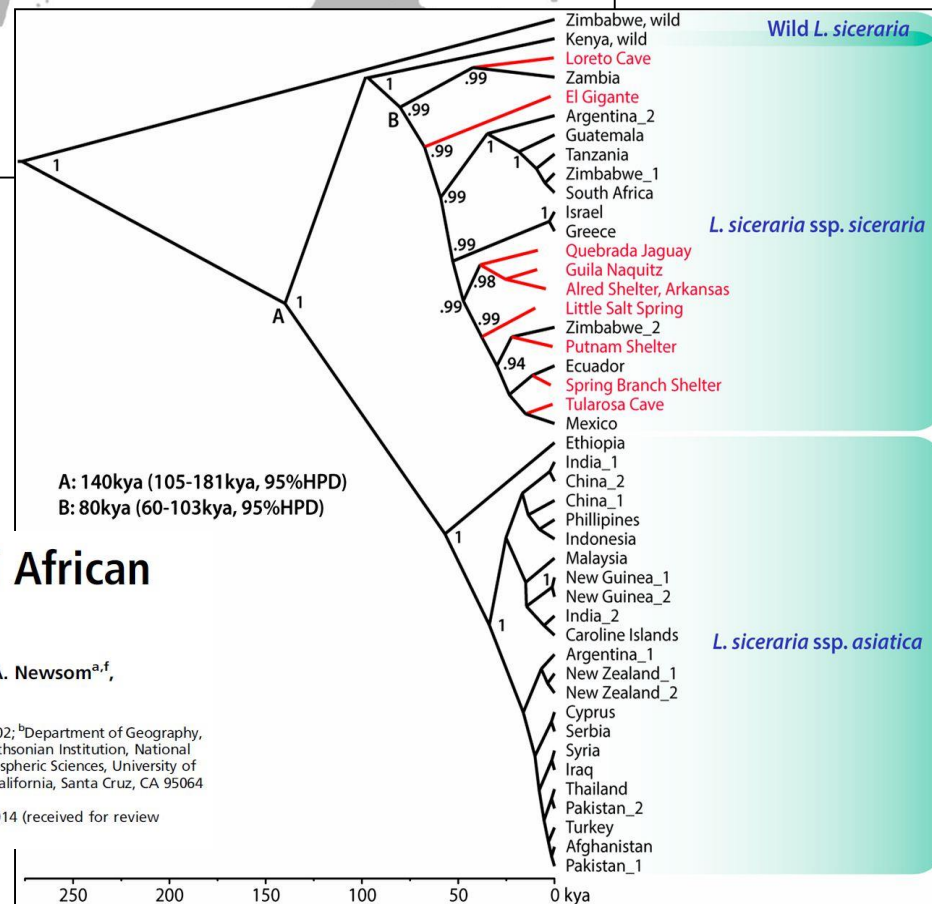 Zimbabwe, wild
Wild L. siceraria
Kenya, wild
Loreto Cave
.99
Zambia
1
El Gigante
B
.99
Argentina_2
Guatemala
1
.99
Tanzania
1
1
Zimbabwe_1
.99
South Africa
1
Israel
L. siceraria ssp. siceraria
Greece
.99
Quebrada Jaguay
Guila Naquitz
.98
Alred Shelter, Arkansas
A
1
.99
Little Salt Spring
.99
Zimbabwe_2
Putnam Shelter
.94
Ecuador
Spring Branch Shelter
Tularosa Cave
Mexico
Ethiopia
India_1
A: 140kya (105-181kya, 95%HPD)
China_2
B: 80kya (60-103kya, 95%HPD)
China_1
Phillipines
1
Indonesia
Malaysia
African
1
New Guinea_1
New Guinea_2
India_2
1
Caroline Islands
L. siceraria ssp. asiatica
Argentina_1
. Newsom^a,f,
New Zealand_1
New Zealand_2
Cyprus
02; ^bDepartment of Geography,
Serbia
thsonian Institution, National
Syria
spheric Sciences, University of
Iraq
alifornia, Santa Cruz, CA 95064
Thailand
Pakistan_2
014 (received for review
Turkey
Afghanistan
Pakistan_1
250 200 150 100 50 0 kya